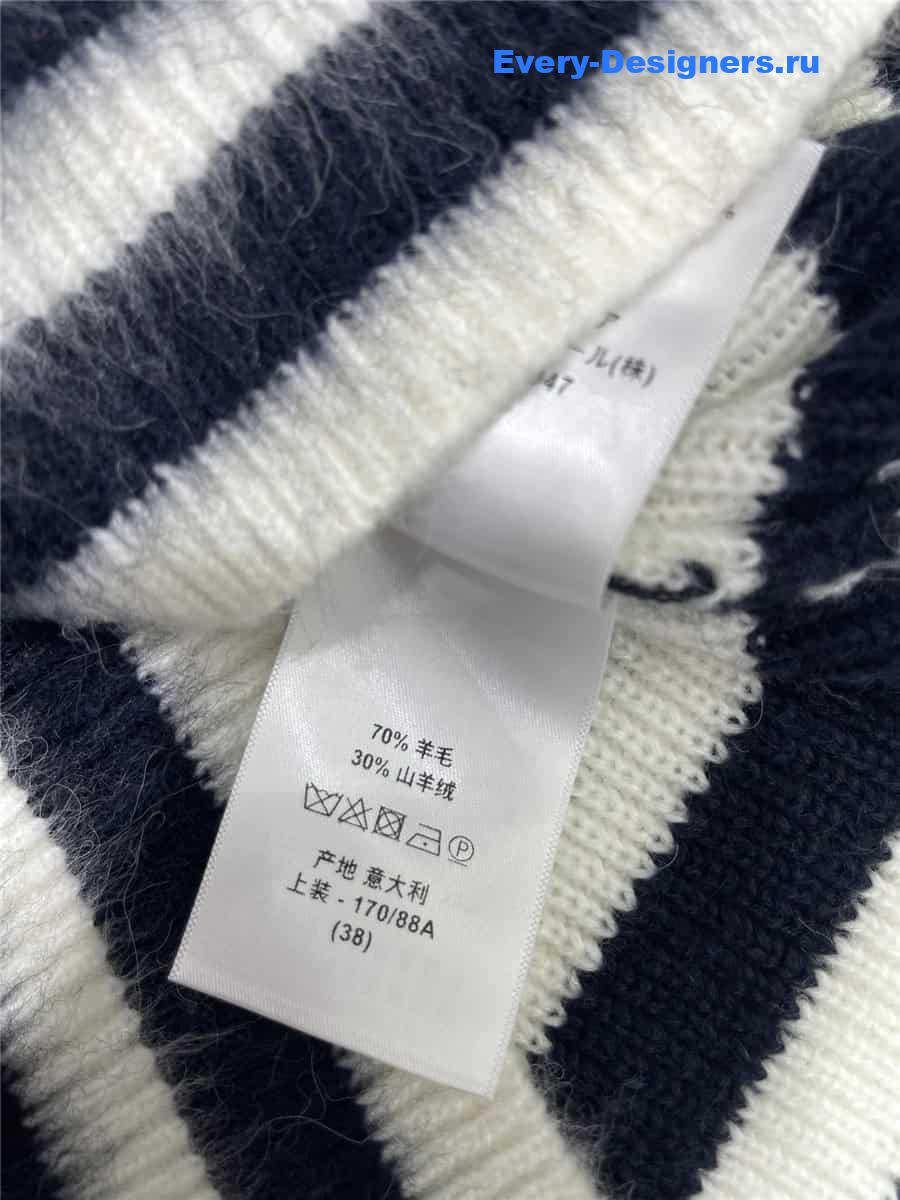 Every-Designers.ru
ール(株)
47
70% 羊毛
30% 山羊绒
P
产地 意大利
上装 - 170/88A
(38)